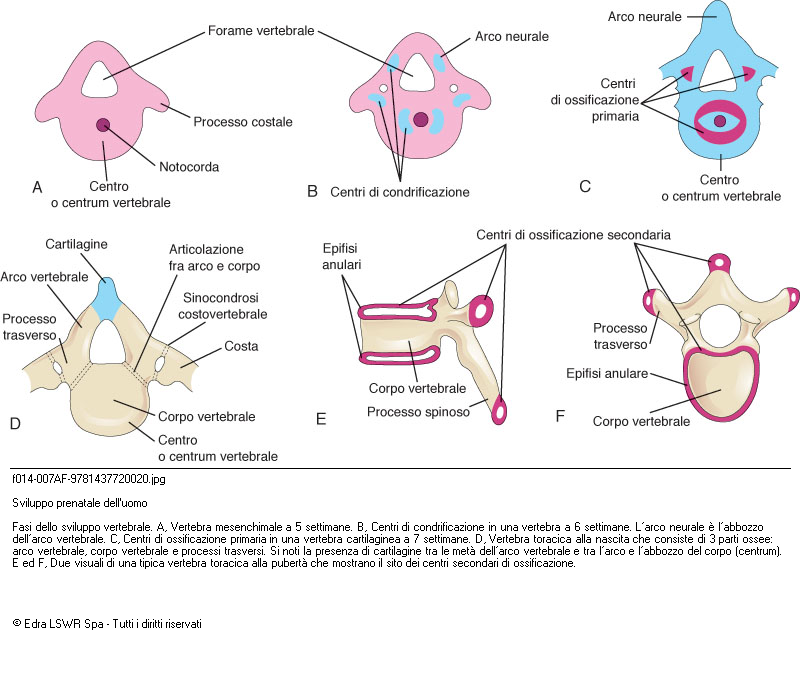 Forame vertebrale
Processo costale
Notocorda
Centro
o centrum vertebrale
A
Arco neurale
Centri di condrificazione
B
Arco neurale
Centri
di ossificazione
primaria
Centro
o centrum vertebrale
C
Cartilagine
Arco vertebrale
Processo
trasverso
Articolazione
fra arco e corpo
Sinocondrosi
costovertebrale
Costa
Corpo vertebrale
Centro
o centrum vertebrale
D
Epifisi
anulari
Centri di ossificazione secondaria
Corpo vertebrale
Processo spinoso
E
Processo
trasverso
Epifisi anulare
Corpo vertebrale
F
f014-007AF-9781437720020.jpg
Sviluppo prenatale dell'uomo
Fasi dello sviluppo vertebrale. A, Vertebra mesenchimale a 5 settimane. B, Centri di condrificazione in una vertebra a 6 settimane. L´arco neurale è l´abbozzo
dell´arco vertebrale. C, Centri di ossificazione primaria in una vertebra cartilaginea a 7 settimane. D, Vertebra toracica alla nascita che consiste di 3 parti ossee:
arco vertebrale, corpo vertebrale e processi trasversi. Si noti la presenza di cartilagine tra le metà dell´arco vertebrale e tra l´arco e l´abbozzo del corpo (centrum).
E ed F, Due visuali di una tipica vertebra toracica alla pubertà che mostrano il sito dei centri secondari di ossificazione.
© Edra LSWR Spa - Tutti i diritti riservati